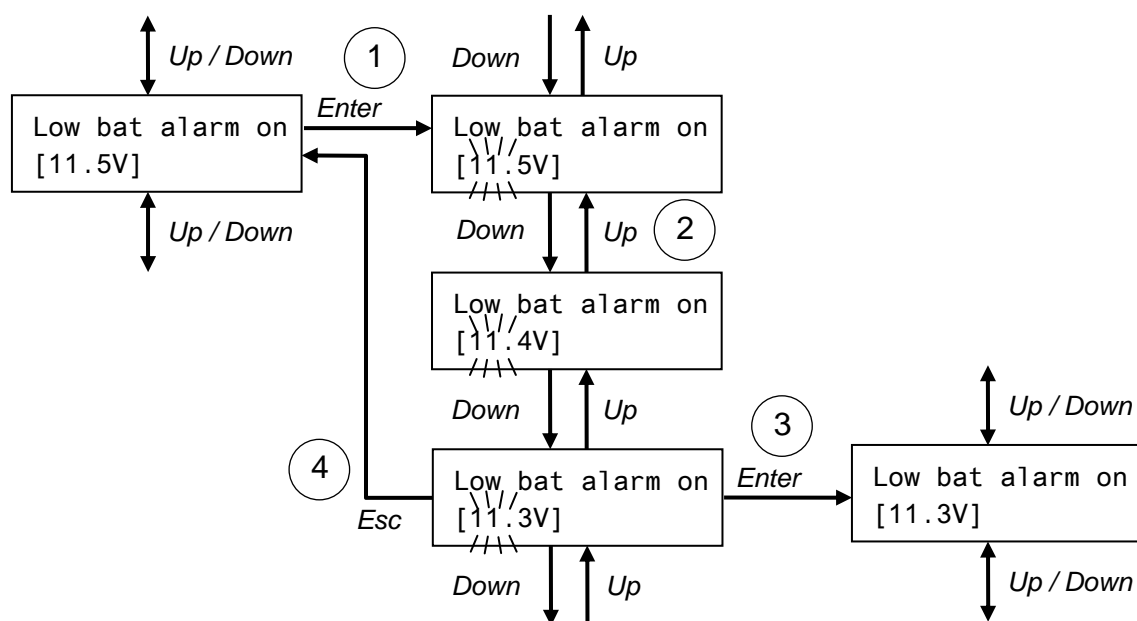 Up / Down
1
Down
Up
Enter
Low bat alarm on
[11.5V]
Low bat alarm on
[11.5V]
Up / Down
Down
Up
2
Low bat alarm on
[11.4V]
Down
Up
3
Up / Down
4
Low bat alarm on
[11.3V]
Enter
Low bat alarm on
[11.3V]
Esc
Down
Up
Up / Down